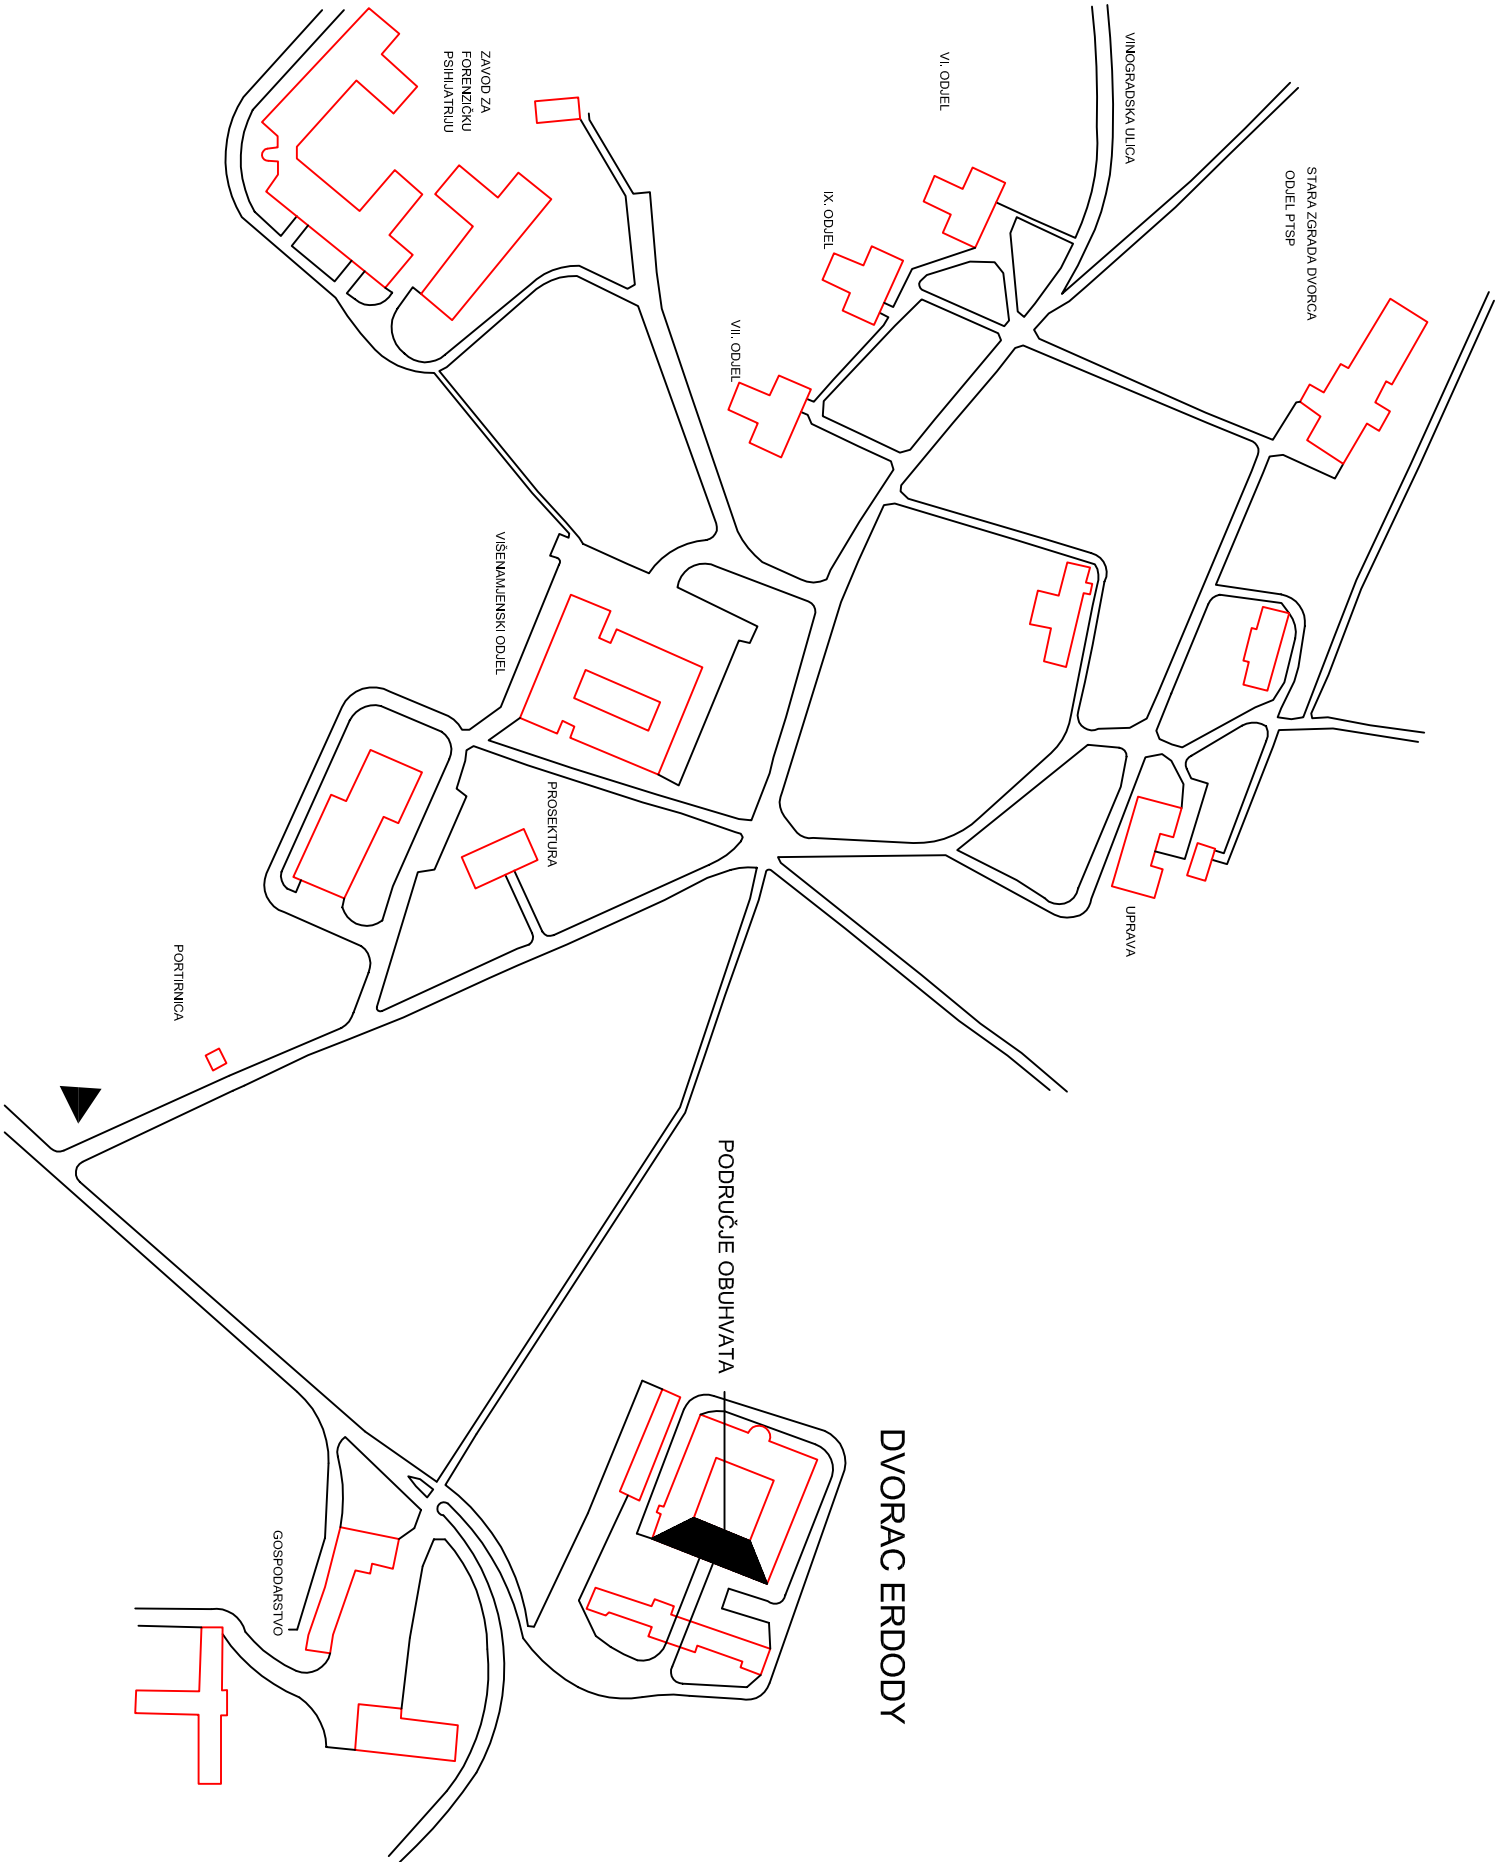 STARA ZGRADA DVORCA
ODJEL PTSP
VINOGRADSKA ULICA
UPRAVA
VI. ODJEL
DVORAC ERDODY
IX. ODJEL
VII. ODJEL
PODRUČJE OBUHVATA
PROSEKTURA
VIŠENAMJENSKI ODJEL
ZAVOD ZA
FORENZIČKU
PSIHIJATRIJU
GOSPODARSTVO
PORTIRNICA